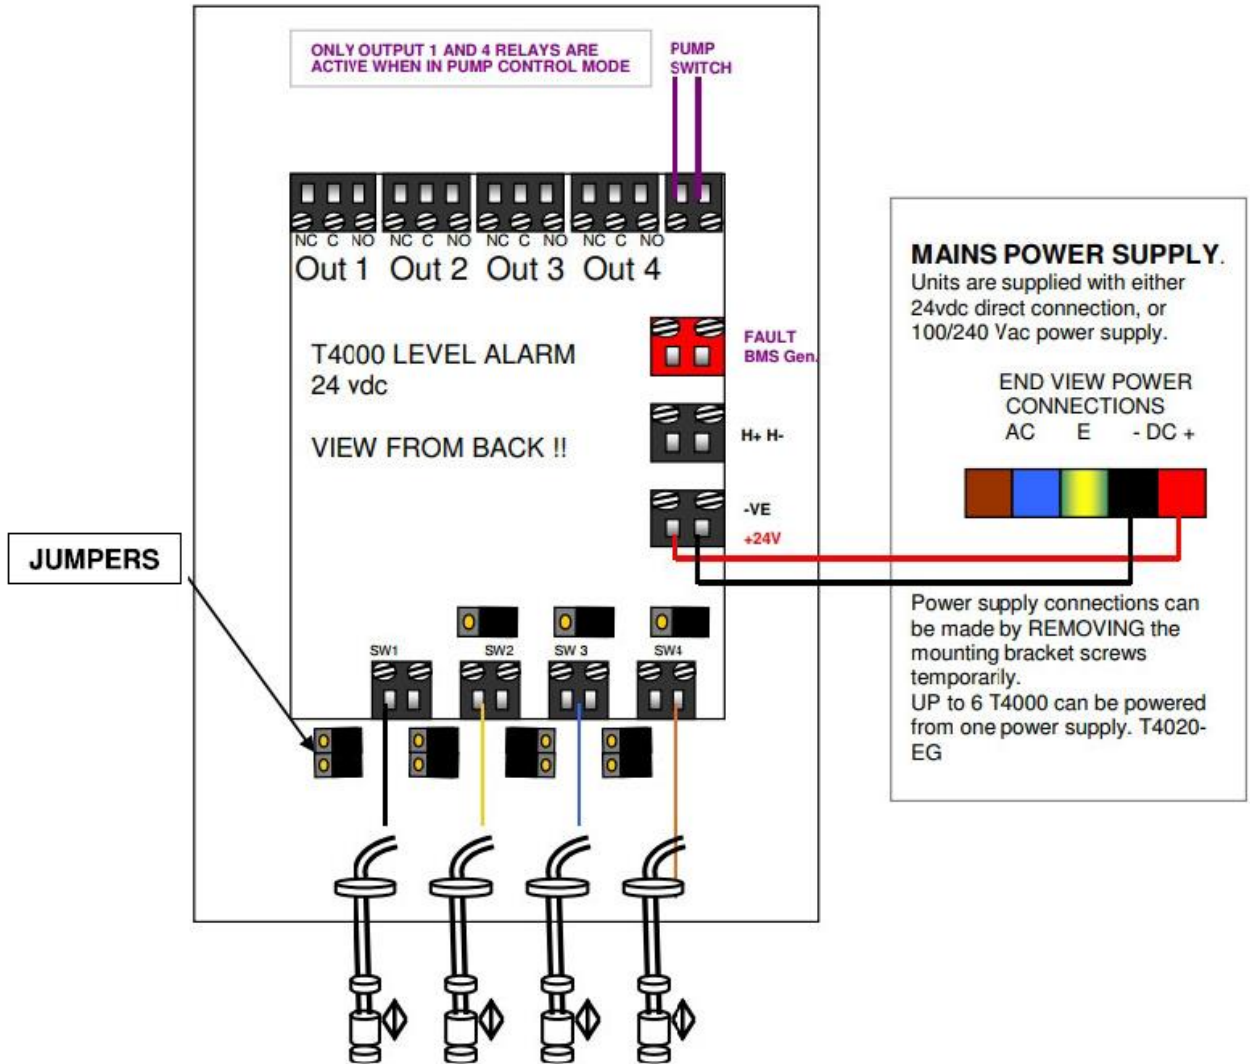 ONLY OUTPUT 1 AND 4 RELAYS ARE
ACTIVE WHEN IN PUMP CONTROL MODE
PUMP
SWITCH
NC C NO
NC C NO
NC C NO
NC C NO
Out 1
Out 2
Out 3
Out 4
T4000 LEVEL ALARM
24 vdc
VIEW FROM BACK !!
FAULT
BMS Gen.
H+ H-
-VE
+24V
JUMPERS
SW1
SW2
SW 3
SW4
MAINS POWER SUPPLY.
Units are supplied with either
24vdc direct connection, or
100/240 Vac power supply.
END VIEW POWER
CONNECTIONS
AC E - DC +
Power supply connections can
be made by REMOVING the
mounting bracket screws
temporarily.
UP to 6 T4000 can be powered
from one power supply. T4020-
EG